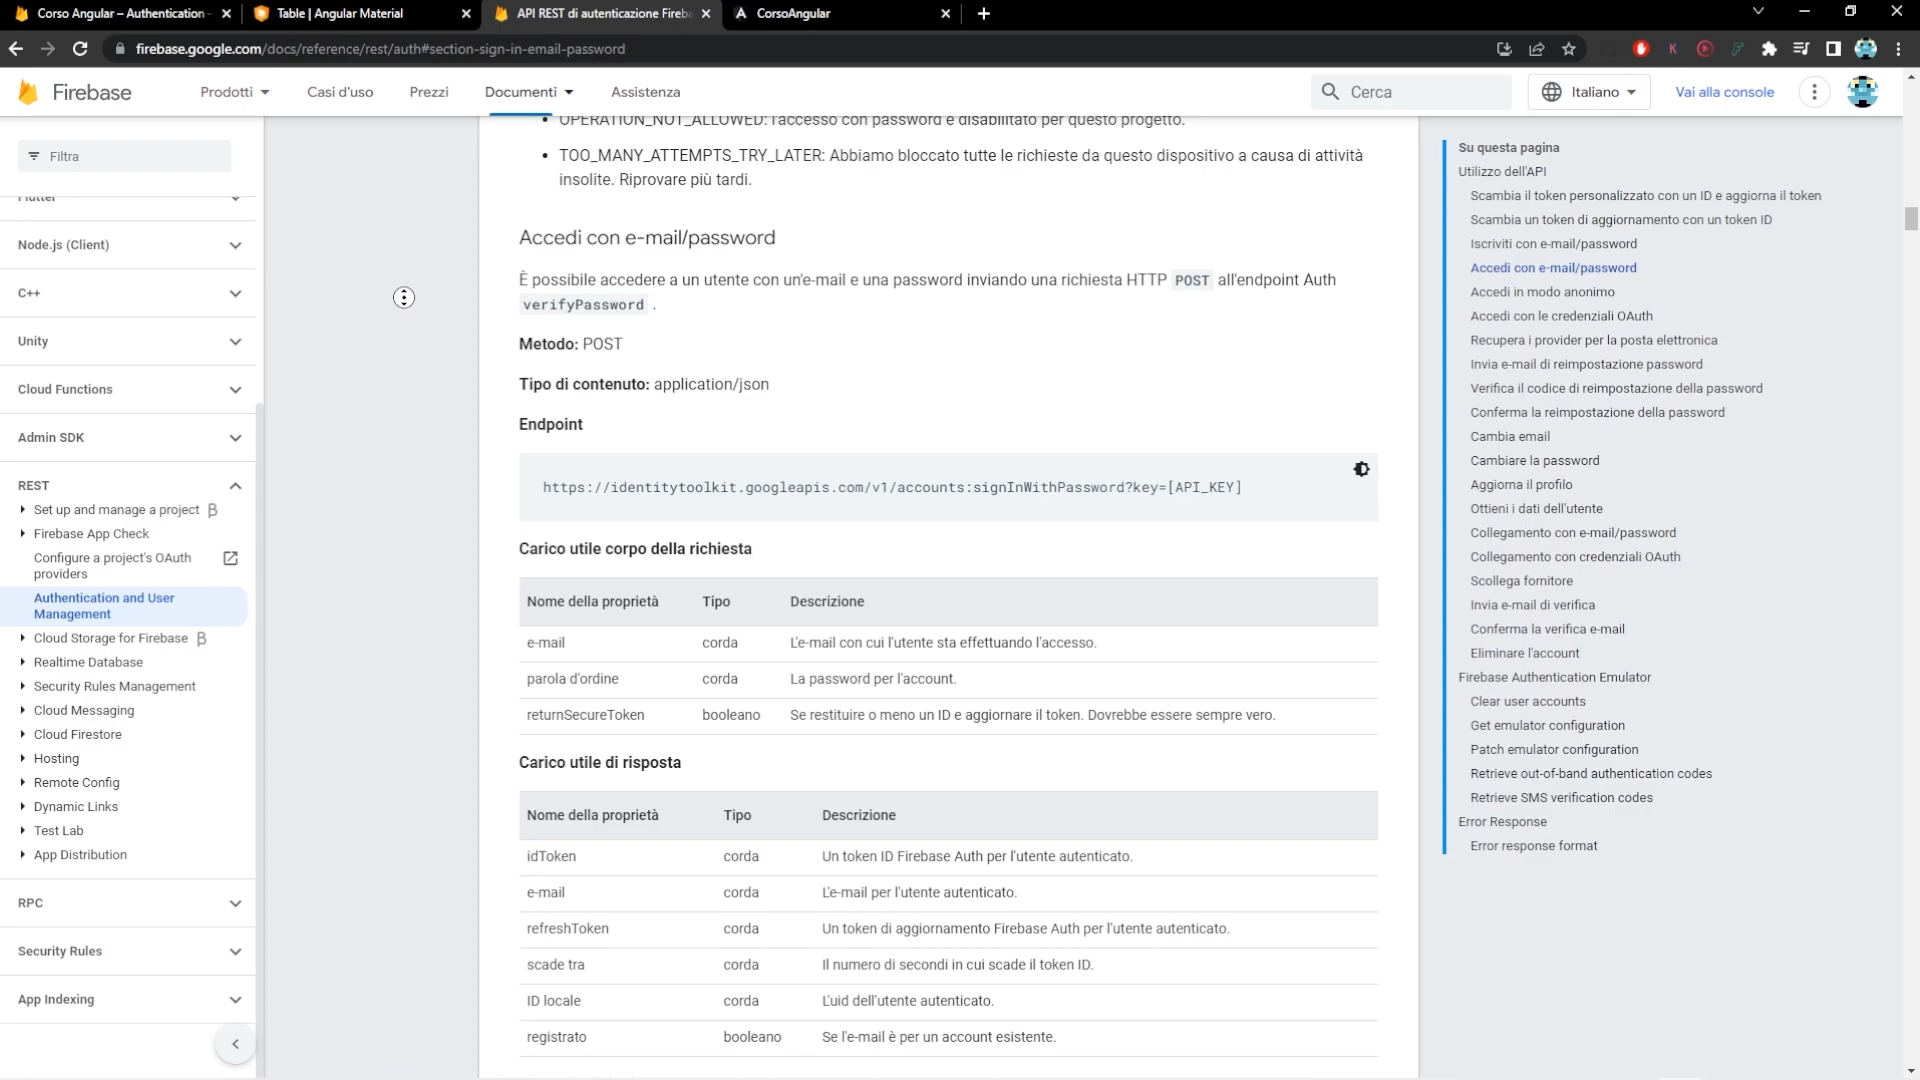 Corso Angular – Authentication -
Table | Angular Material
API REST di autenticazione Fireb
CorsoAngular
firebase.google.com/docs/reference/rest/auth#section-sign-in-email-password
Firebase
Prodotti
Casi d'uso
Prezzi
Documenti
Assistenza
Cerca
Italiano
Vai alla console
Filtra
Flutter
Node.js (Client)
C++
Unity
Cloud Functions
Admin SDK
REST
Set up and manage a project β
Firebase App Check
Configure a project's OAuth
providers
Authentication and User
Management
Cloud Storage for Firebase β
Realtime Database
Security Rules Management
Cloud Messaging
Cloud Firestore
Hosting
Remote Config
Dynamic Links
Test Lab
App Distribution
RPC
Security Rules
App Indexing
• OPERATION_NOT_ALLOWED: l'accesso con password è disabilitato per questo progetto.
• TOO_MANY_ATTEMPTS_TRY_LATER: Abbiamo bloccato tutte le richieste da questo dispositivo a causa di attività
insolite. Riprovare più tardi.
Accedi con e-mail/password
È possibile accedere a un utente con un'e-mail e una password inviando una richiesta HTTP POST all'endpoint Auth
verifyPassword .
Metodo: POST
Tipo di contenuto: application/json
Endpoint
https://identitytoolkit.googleapis.com/v1/accounts:signInWithPassword?key=[API_KEY]
Carico utile corpo della richiesta
Nome della proprietà Tipo Descrizione
e-mail corda L'e-mail con cui l'utente sta effettuando l'accesso.
parola d'ordine corda La password per l'account.
returnSecureToken booleano Se restituire o meno un ID e aggiornare il token. Dovrebbe essere sempre vero.
Carico utile di risposta
Nome della proprietà Tipo Descrizione
idToken corda Un token ID Firebase Auth per l'utente autenticato.
e-mail corda L'e-mail per l'utente autenticato.
refreshToken corda Un token di aggiornamento Firebase Auth per l'utente autenticato.
scade tra corda Il numero di secondi in cui scade il token ID.
ID locale corda L'uid dell'utente autenticato.
registrato booleano Se l'e-mail è per un account esistente.
Su questa pagina
Utilizzo dell'API
Scambia il token personalizzato con un ID e aggiorna il token
Scambia un token di aggiornamento con un token ID
Iscriviti con e-mail/password
Accedi con e-mail/password
Accedi in modo anonimo
Accedi con le credenziali OAuth
Recupera i provider per la posta elettronica
Invia e-mail di reimpostazione password
Verifica il codice di reimpostazione della password
Conferma la reimpostazione della password
Cambia email
Cambiare la password
Aggiorna il profilo
Ottieni i dati dell'utente
Collegamento con e-mail/password
Collegamento con credenziali OAuth
Scollega fornitore
Invia e-mail di verifica
Conferma la verifica e-mail
Eliminare l'account
Firebase Authentication Emulator
Clear user accounts
Get emulator configuration
Patch emulator configuration
Retrieve out-of-band authentication codes
Retrieve SMS verification codes
Error Response
Error response format